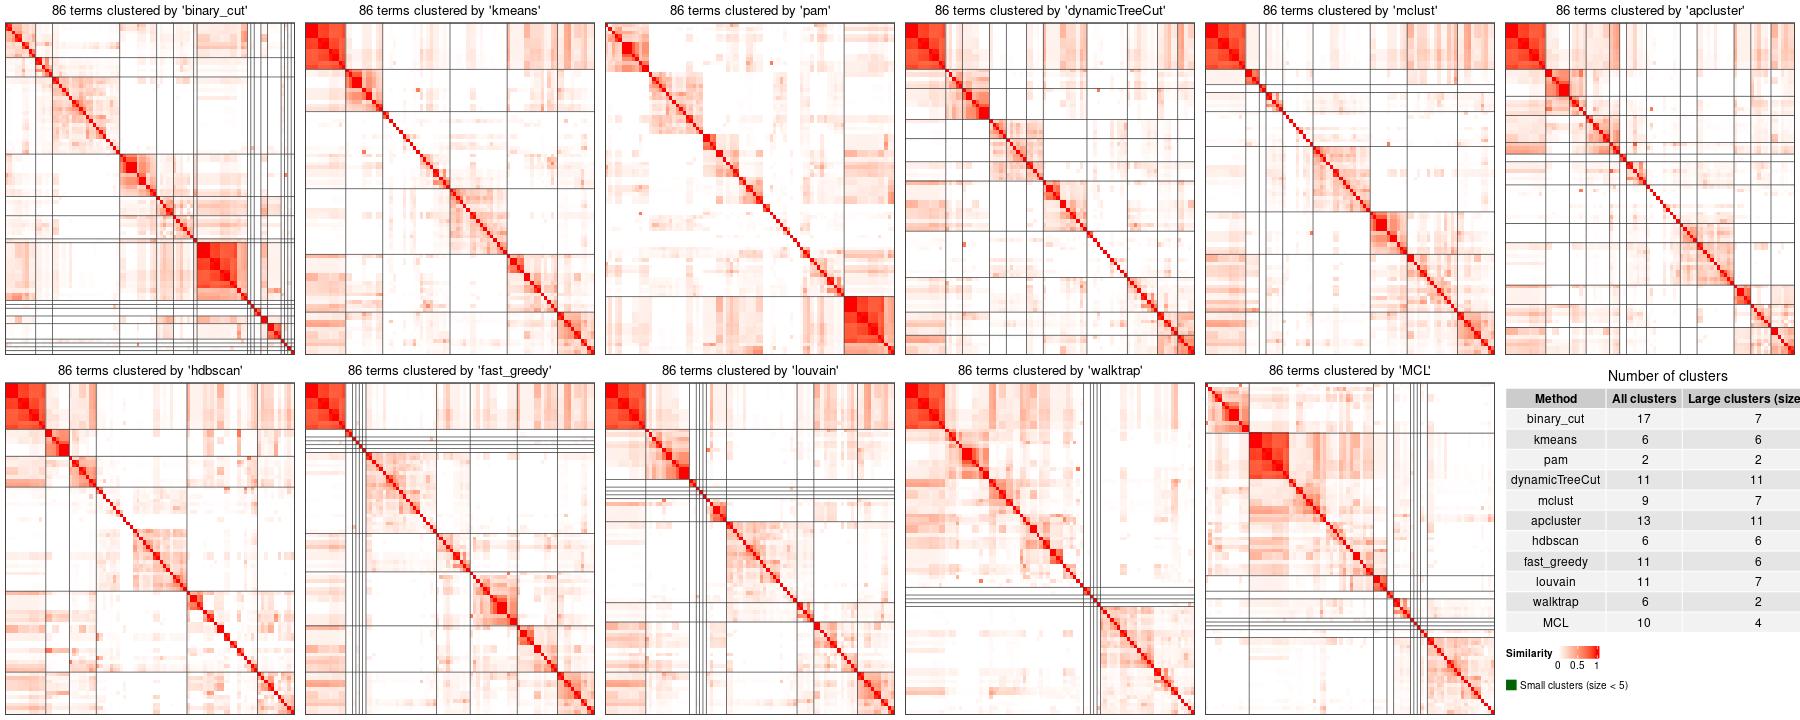 86 terms clustered by 'binary_cut'
86 terms clustered by 'kmeans'
86 terms clustered by 'pam'
86 terms clustered by 'dynamicTreeCut'
86 terms clustered by 'mclust'
86 terms clustered by 'apcluster'
86 terms clustered by 'hdbscan'
86 terms clustered by 'fast_greedy'
86 terms clustered by 'louvain'
86 terms clustered by 'walktrap'
86 terms clustered by 'MCL'
Number of clusters
Method All clusters Large clusters (size
binary_cut 17 7
kmeans 6 6
pam 2 2
dynamicTreeCut 11 11
mclust 9 7
apcluster 13 11
hdbscan 6 6
fast_greedy 11 6
louvain 11 7
walktrap 6 2
MCL 10 4
Similarity
0 0.5 1
Small clusters (size < 5)